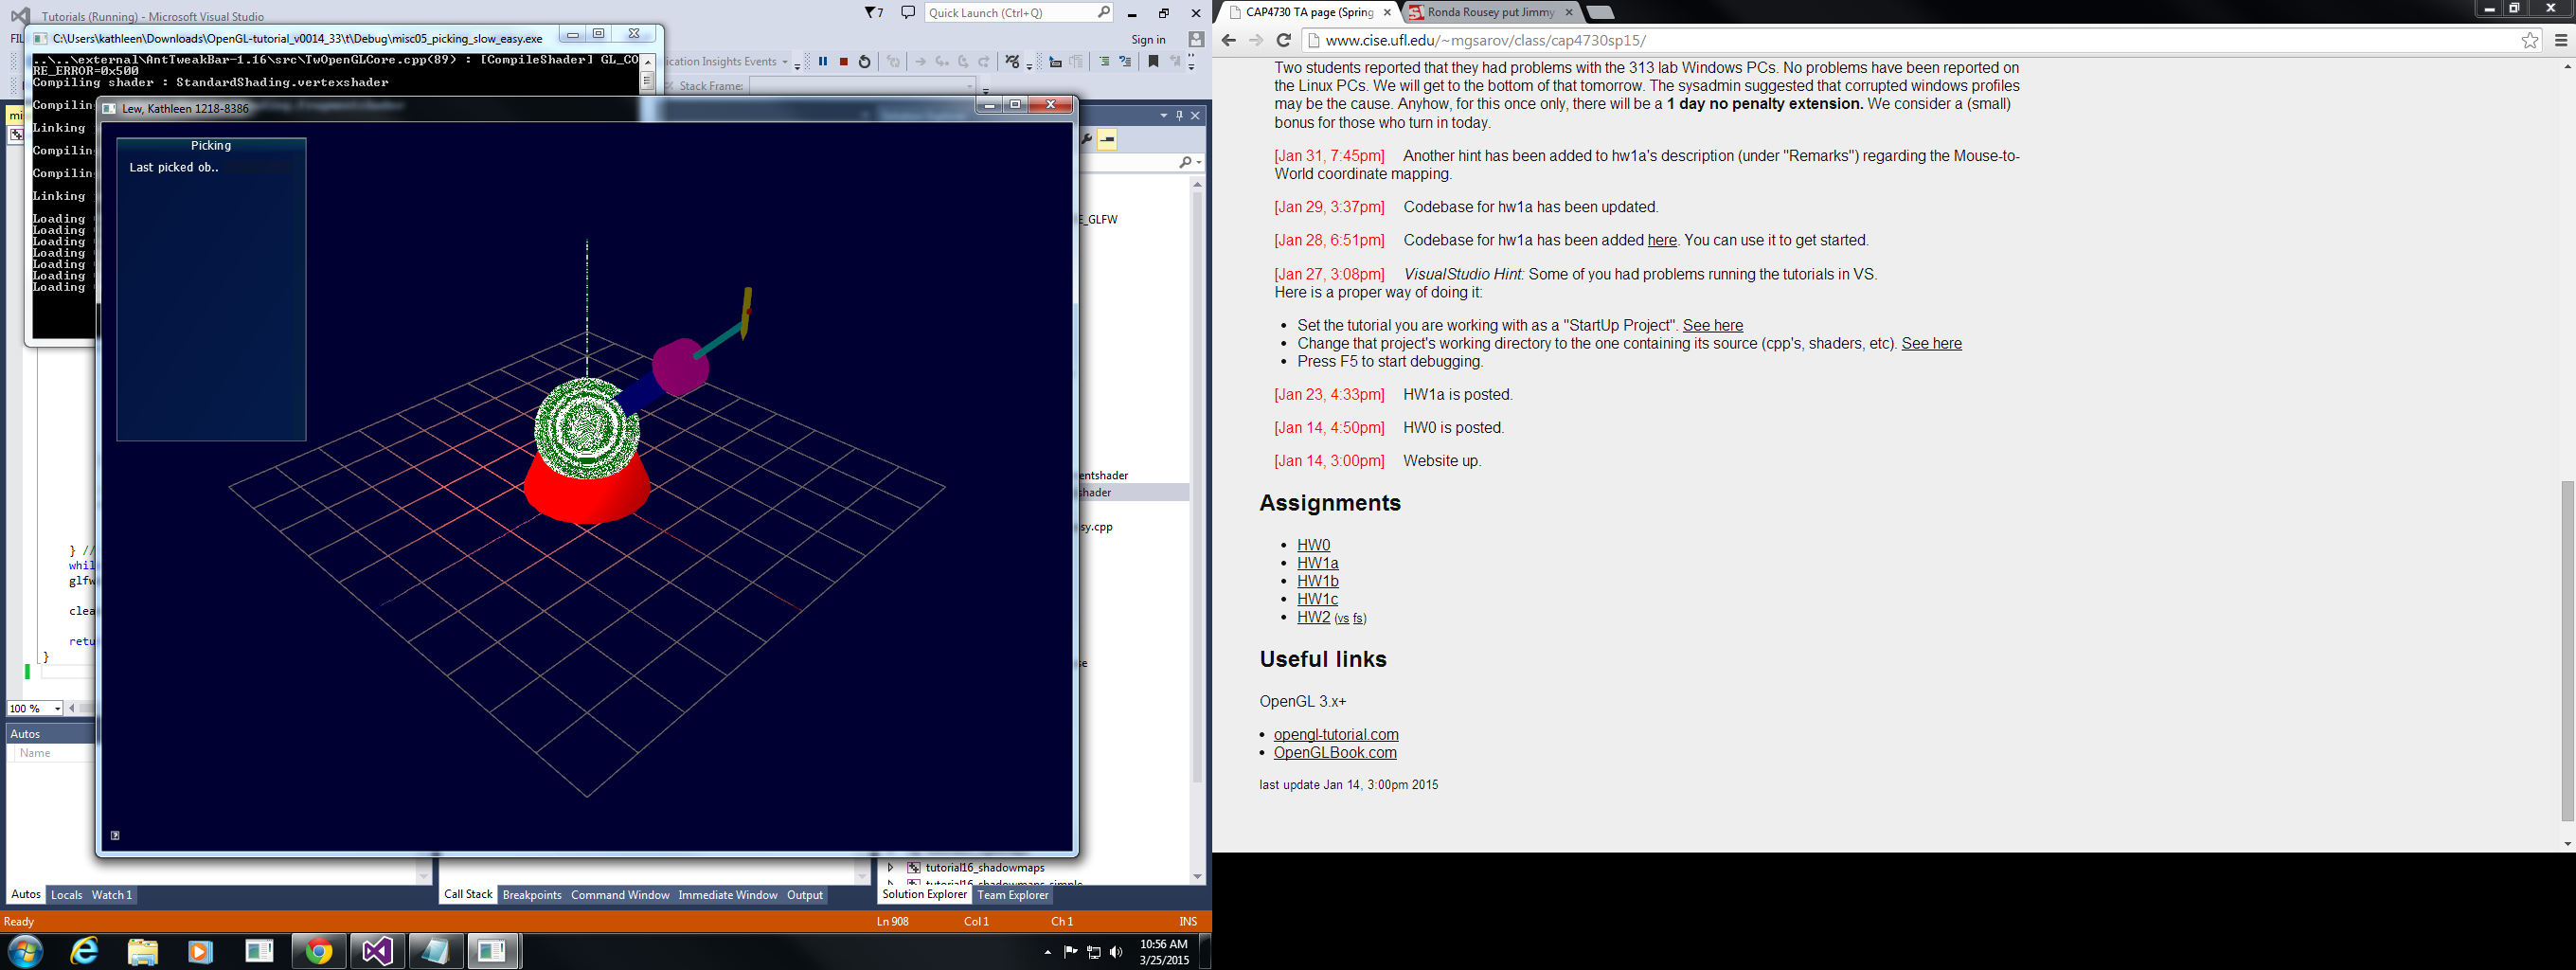 Tutorials (Running) - Microsoft Visual Studio
7
Quick Launch (Ctrl+Q)
Sign in
C:\Users\kathleen\Downloads\OpenGL-tutorial_v0014_33\t\Debug\misc05_picking_slow_easy.exe
..\..\external\AntTweakBar-1.16\src\TwOpenGLCore.cpp(89) : [CompileShader] GL_CO
RE_ERROR=0x500
Compiling shader : StandardShading.vertexshader
Compiling
Linking
Compiling
Compiling
Linking
Loading
Loading
Loading
Loading
Loading
Loading
Loading
ication Insights Events
Stack Frame:
Lew, Kathleen 1218-8386
Picking
Last picked ob..
E_GLFW
entshader
shader
sy.cpp
se
} //
whil
glfw
clea
retu
}
100 %
Autos
Name
tutorial16_shadowmaps
tutorial16_shadowmaps_simple
Autos Locals Watch 1
Call Stack Breakpoints Command Window Immediate Window Output
Solution Explorer Team Explorer
Ready Ln 908 Col 1 Ch 1 INS
10:56 AM
3/25/2015
CAP4730 TA page (Spring
Ronda Rousey put Jimmy
www.cise.ufl.edu/~mgsarov/class/cap4730sp15/
Two students reported that they had problems with the 313 lab Windows PCs. No problems have been reported on
the Linux PCs. We will get to the bottom of that tomorrow. The sysadmin suggested that corrupted windows profiles
may be the cause. Anyhow, for this once only, there will be a 1 day no penalty extension. We consider a (small)
bonus for those who turn in today.
[Jan 31, 7:45pm] Another hint has been added to hw1a's description (under "Remarks") regarding the Mouse-to-
World coordinate mapping.
[Jan 29, 3:37pm] Codebase for hw1a has been updated.
[Jan 28, 6:51pm] Codebase for hw1a has been added here. You can use it to get started.
[Jan 27, 3:08pm] VisualStudio Hint: Some of you had problems running the tutorials in VS.
Here is a proper way of doing it:
• Set the tutorial you are working with as a "StartUp Project". See here
• Change that project's working directory to the one containing its source (cpp's, shaders, etc). See here
• Press F5 to start debugging.
[Jan 23, 4:33pm] HW1a is posted.
[Jan 14, 4:50pm] HW0 is posted.
[Jan 14, 3:00pm] Website up.
Assignments
• HW0
• HW1a
• HW1b
• HW1c
• HW2 (vs fs)
Useful links
OpenGL 3.x+
• opengl-tutorial.com
• OpenGLBook.com
last update Jan 14, 3:00pm 2015